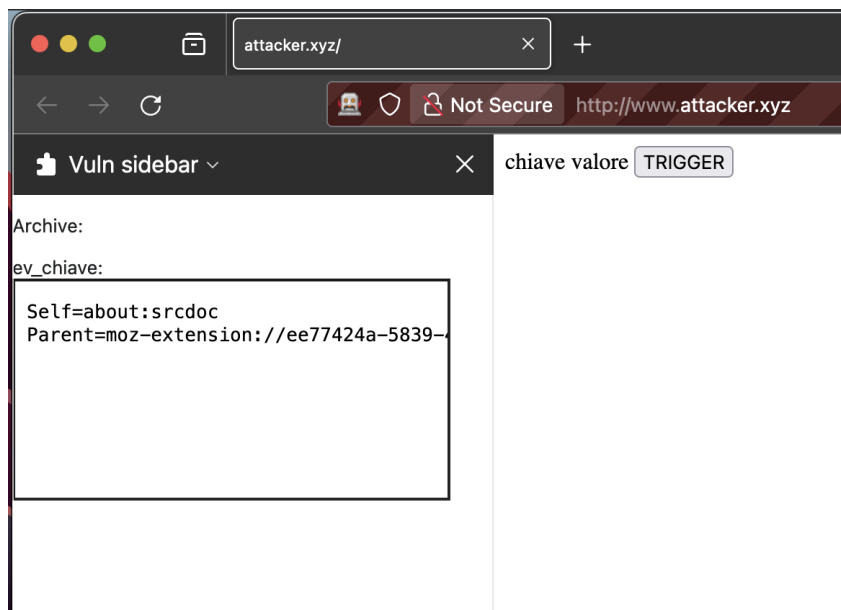 attacker.xyz/
Not Secure http://www.attacker.xyz
Vuln sidebar
chiave valore TRIGGER
Archive:
ev_chiave:
Self=about:srcdoc
Parent=moz-extension://ee77424a-5839-